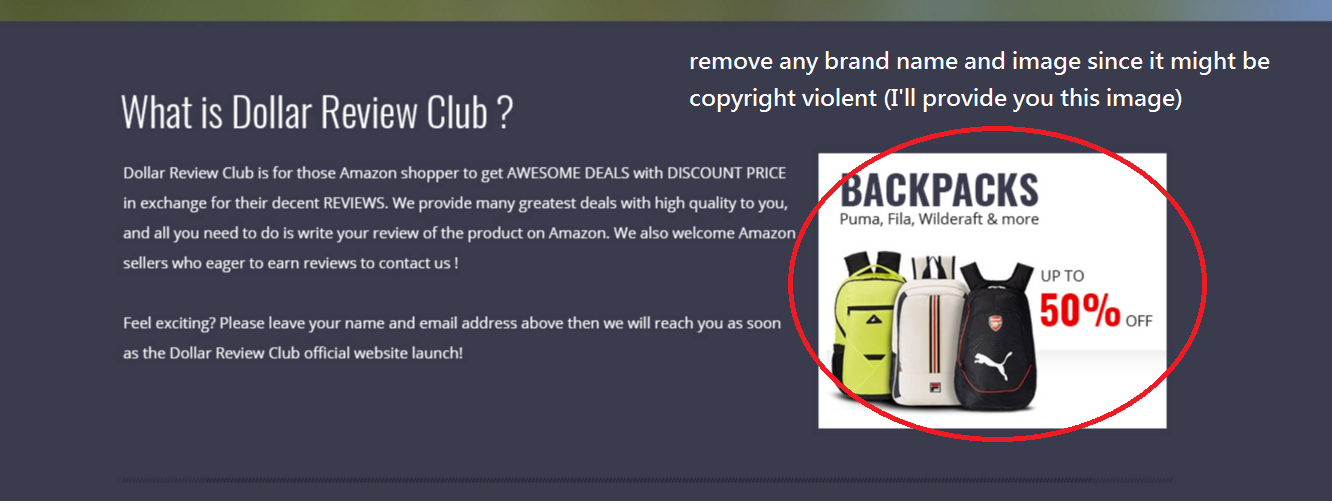 remove any brand name and image since it might be
copyright violent (I'll provide you this image)
What is Dollar Review Club ?
Dollar Review Club is for those Amazon shopper to get AWESOME DEALS with DISCOUNT PRICE
in exchange for their decent REVIEWS. We provide many greatest deals with high quality to you,
and all you need to do is write your review of the product on Amazon. We also welcome Amazon
sellers who eager to earn reviews to contact us !
Feel exciting? Please leave your name and email address above then we will reach you as soon
as the Dollar Review Club official website launch!
BACKPACKS
Puma, Fila, Wilderaft & more
UP TO
50% OFF